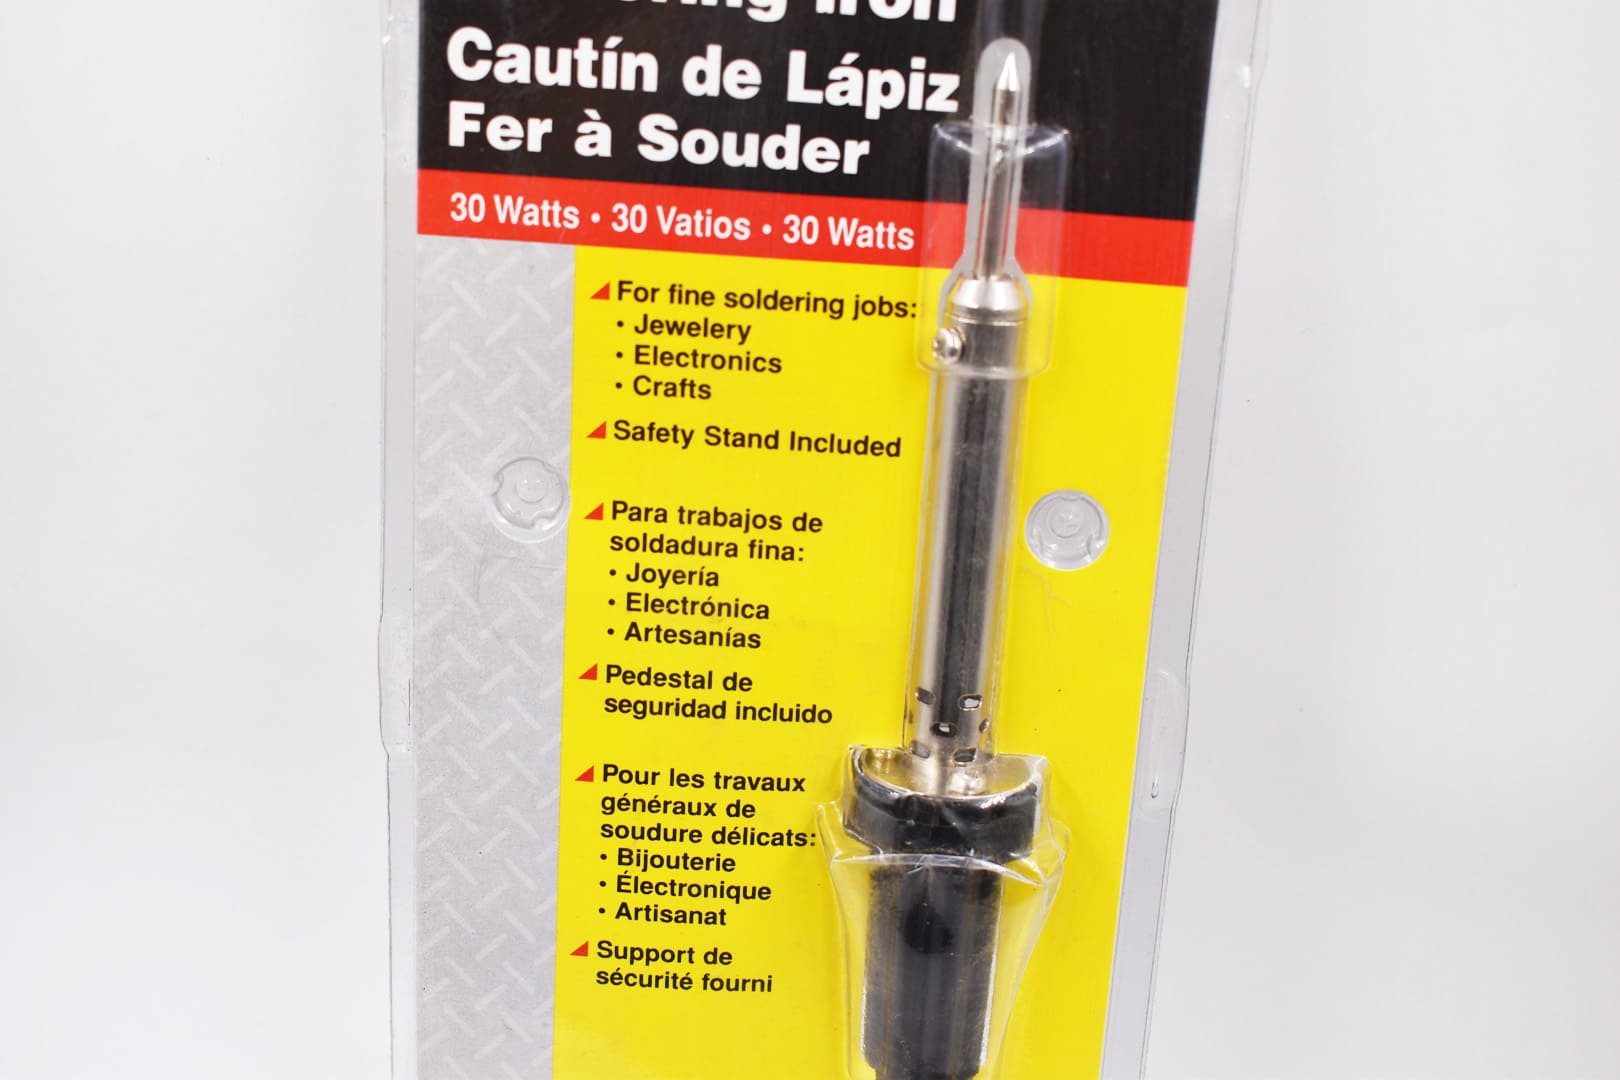 Iron
Cautín de Lápiz
Fer à Souder
30 Watts • 30 Vatios • 30 Watts
For fine soldering jobs:
• Jewelery
• Electronics
• Crafts
Safety Stand Included
Para trabajos de
soldadura fina:
• Joyería
• Electrónica
• Artesanías
Pedestal de
seguridad incluido
Pour les travaux
généraux de
soudure délicats:
• Bijouterie
• Électronique
• Artisanat
Support de
sécurité fourni